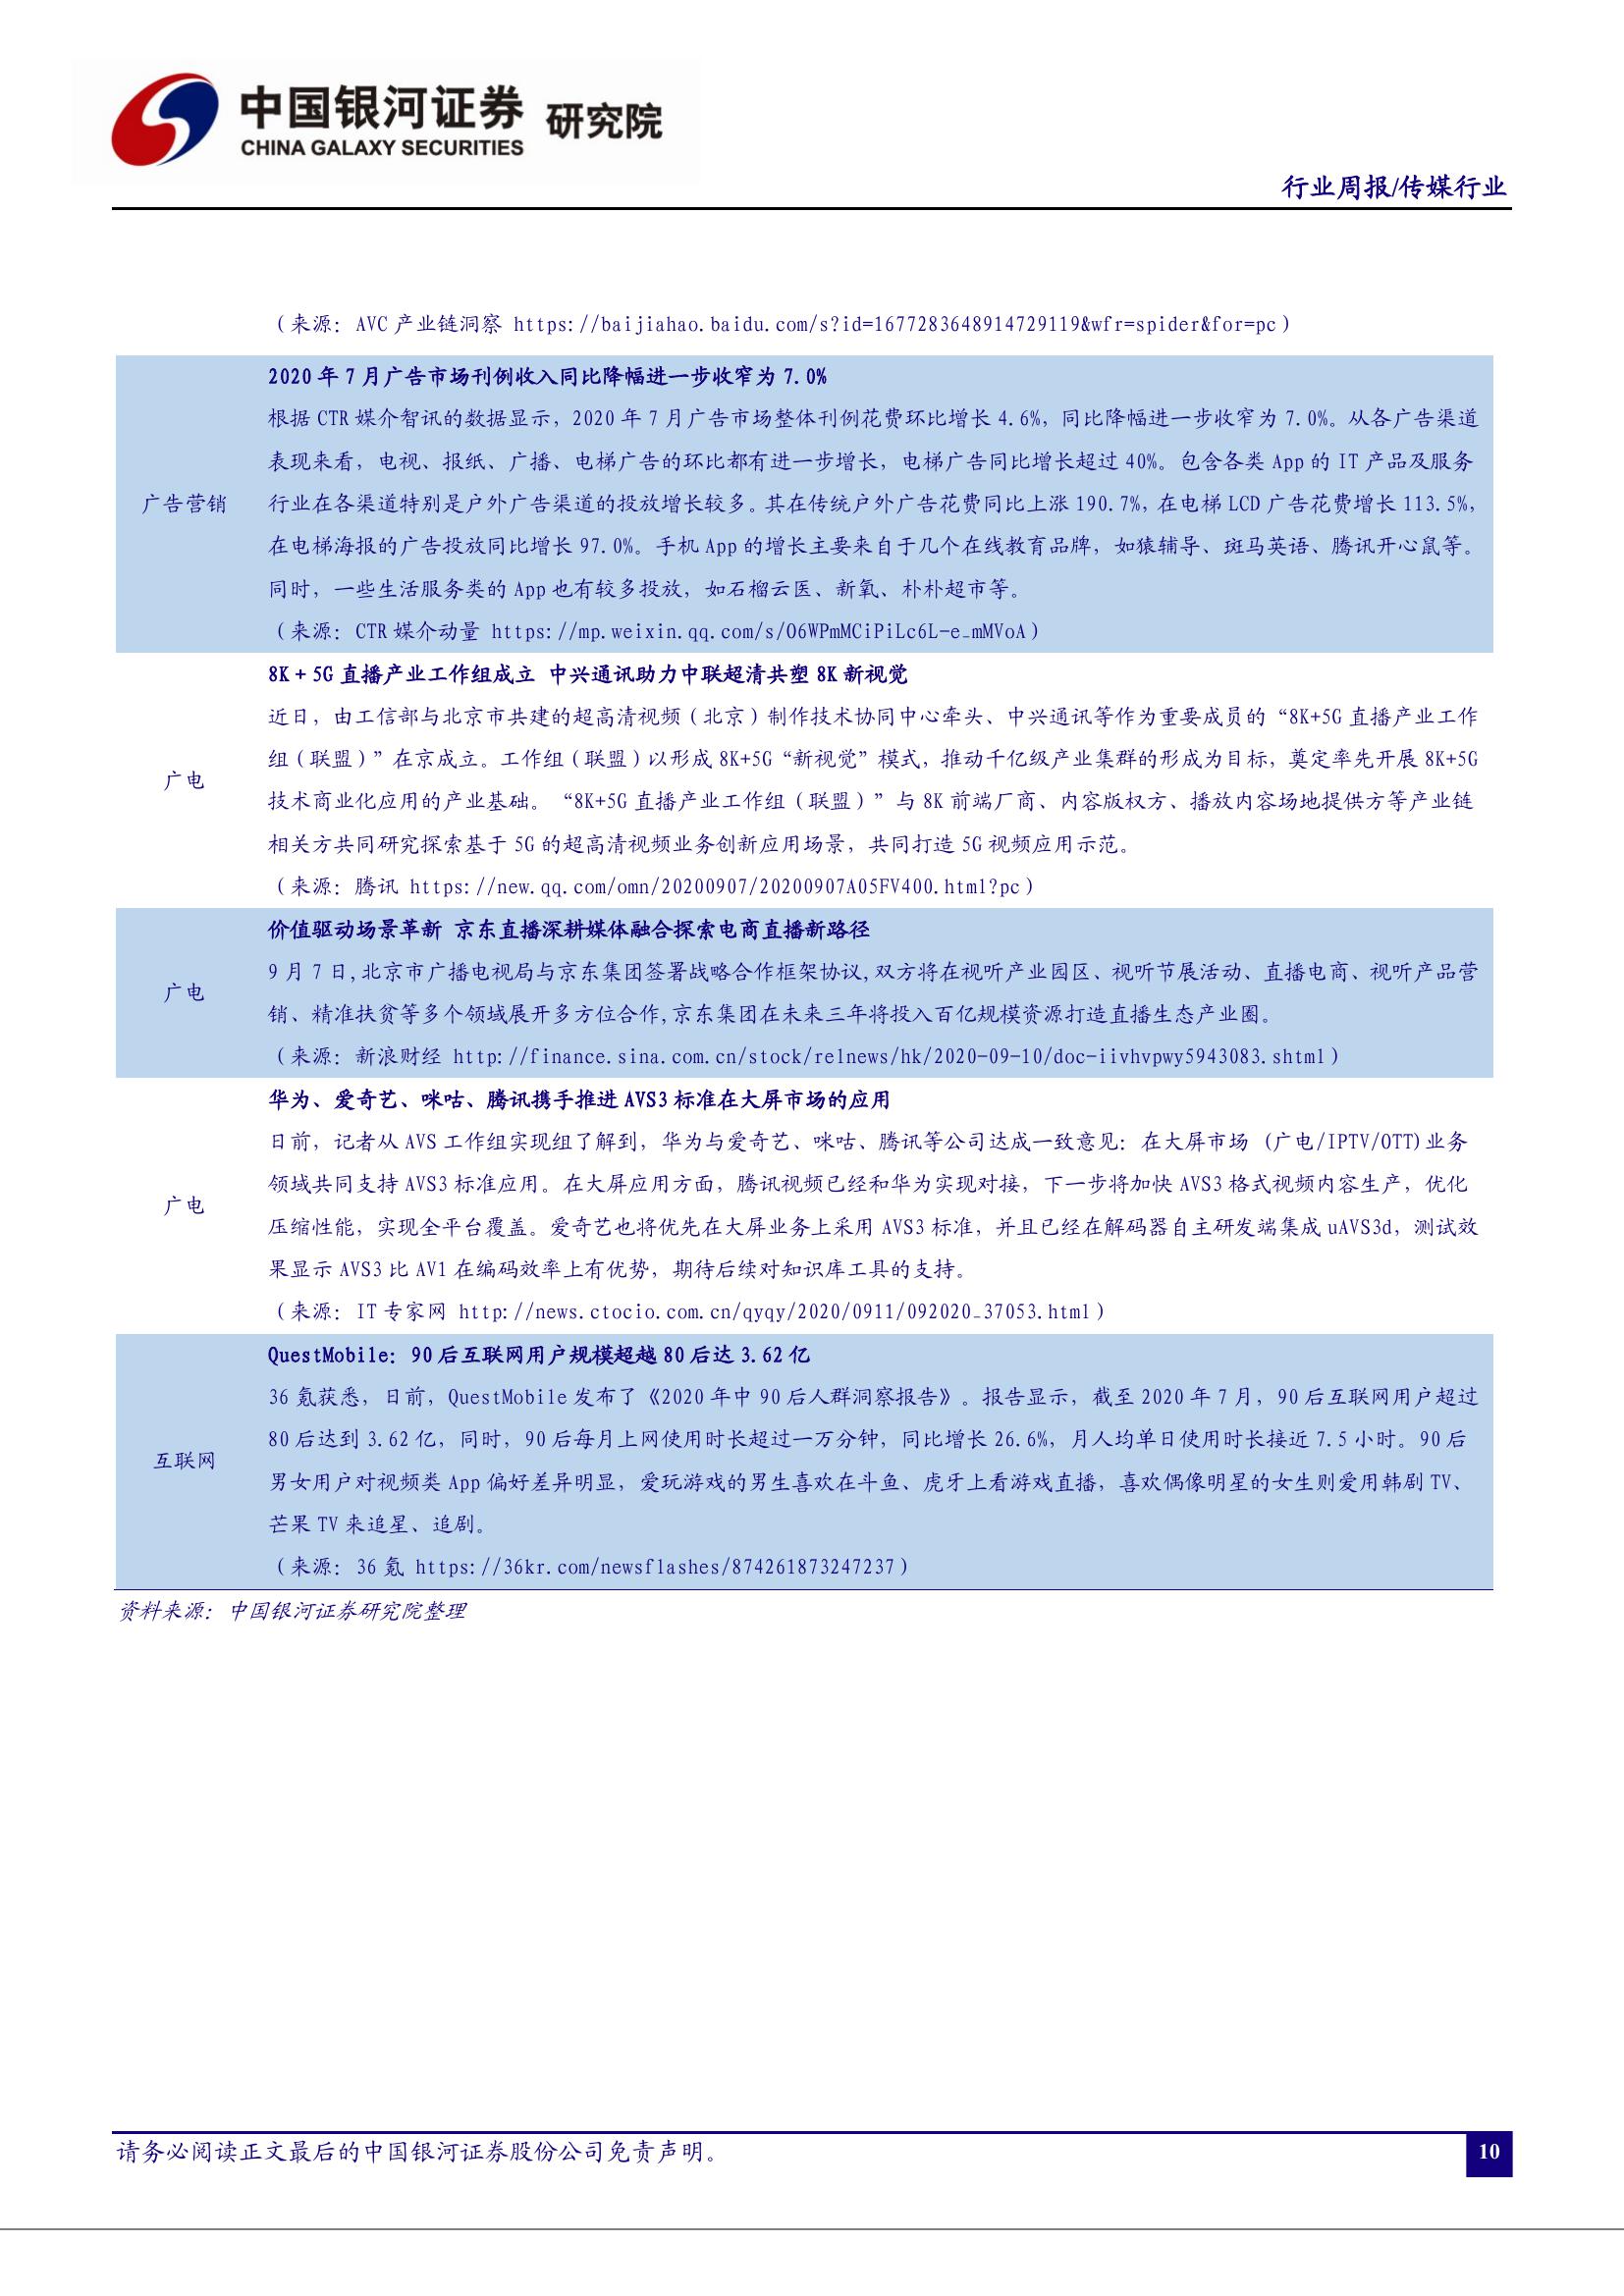 中国银河证券 研究院
CHINA GALAXY SECURITIES
行业周报/传媒行业
（来源：AVC 产业链洞察 https://baijiahao.baidu.com/s?id=1677283648914729119&wfr=spider&for=pc）
2020 年 7 月广告市场刊例收入同比降幅进一步收窄为 7.0%
根据 CTR 媒介智讯的数据显示，2020 年 7 月广告市场整体刊例花费环比增长 4.6%，同比降幅进一步收窄为 7.0%。从各广告渠道
表现来看，电视、报纸、广播、电梯广告的环比都有进一步增长，电梯广告同比增长超过 40%。包含各类 App 的 IT 产品及服务
广告营销
行业在各渠道特别是户外广告渠道的投放增长较多。其在传统户外广告花费同比上涨 190.7%，在电梯 LCD 广告花费增长 113.5%，
在电梯海报的广告投放同比增长 97.0%。手机 App 的增长主要来自于几个在线教育品牌，如猿辅导、斑马英语、腾讯开心鼠等。
同时，一些生活服务类的 App 也有较多投放，如石榴云医、新氧、朴朴超市等。
（来源：CTR 媒介动量 https://mp.weixin.qq.com/s/O6WPmMCiPiLc6L-e_mMVoA）
8K + 5G 直播产业工作组成立 中兴通讯助力中联超清共塑 8K 新视觉
近日，由工信部与北京市共建的超高清视频（北京）制作技术协同中心牵头、中兴通讯等作为重要成员的“8K+5G 直播产业工作
组（联盟）”在京成立。工作组（联盟）以形成 8K+5G“新视觉”模式，推动千亿级产业集群的形成为目标，奠定率先开展 8K+5G
广电
技术商业化应用的产业基础。“8K+5G 直播产业工作组（联盟）”与 8K 前端厂商、内容版权方、播放内容场地提供方等产业链
相关方共同研究探索基于 5G 的超高清视频业务创新应用场景，共同打造 5G 视频应用示范。
（来源：腾讯 https://new.qq.com/omn/20200907/20200907A05FV400.html?pc）
价值驱动场景革新 京东直播深耕媒体融合探索电商直播新路径
9 月 7 日,北京市广播电视局与京东集团签署战略合作框架协议,双方将在视听产业园区、视听节展活动、直播电商、视听产品营
广电
销、精准扶贫等多个领域展开多方位合作,京东集团在未来三年将投入百亿规模资源打造直播生态产业圈。
（来源：新浪财经 http://finance.sina.com.cn/stock/relnews/hk/2020-09-10/doc-iivhvpwy5943083.shtml）
华为、爱奇艺、咪咕、腾讯携手推进 AVS3 标准在大屏市场的应用
日前，记者从 AVS 工作组实现组了解到，华为与爱奇艺、咪咕、腾讯等公司达成一致意见：在大屏市场 (广电/IPTV/OTT)业务
领域共同支持 AVS3 标准应用。在大屏应用方面，腾讯视频已经和华为实现对接，下一步将加快 AVS3 格式视频内容生产，优化
广电
压缩性能，实现全平台覆盖。爱奇艺也将优先在大屏业务上采用 AVS3 标准，并且已经在解码器自主研发端集成 uAVS3d，测试效
果显示 AVS3 比 AV1 在编码效率上有优势，期待后续对知识库工具的支持。
（来源：IT 专家网 http://news.ctocio.com.cn/qyqy/2020/0911/092020_37053.html）
QuestMobile：90 后互联网用户规模超越 80 后达 3.62 亿
36 氪获悉，日前，QuestMobile 发布了《2020 年中 90 后人群洞察报告》。报告显示，截至 2020 年 7 月，90 后互联网用户超过
80 后达到 3.62 亿，同时，90 后每月上网使用时长超过一万分钟，同比增长 26.6%，月人均单日使用时长接近 7.5 小时。90 后
互联网
男女用户对视频类 App 偏好差异明显，爱玩游戏的男生喜欢在斗鱼、虎牙上看游戏直播，喜欢偶像明星的女生则爱用韩剧 TV、
芒果 TV 来追星、追剧。
（来源：36 氪 https://36kr.com/newsflashes/874261873247237）
资料来源：中国银河证券研究院整理
请务必阅读正文最后的中国银河证券股份公司免责声明。
10